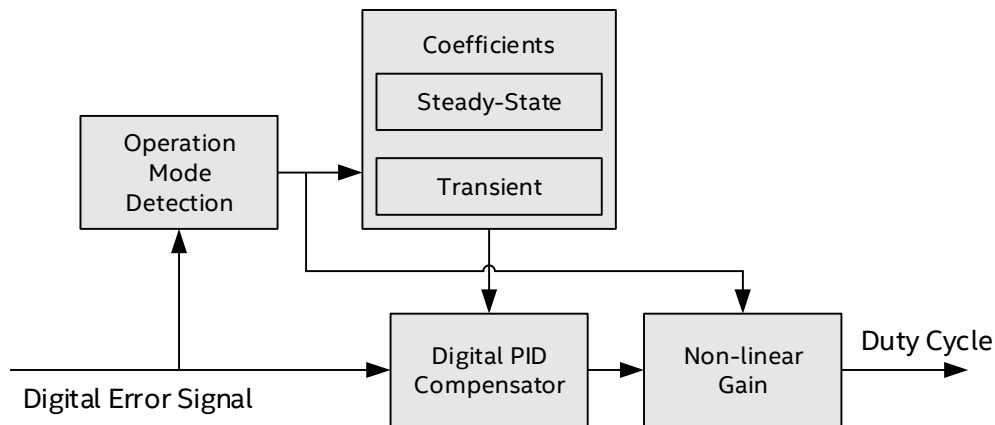 Coefficients
Steady-State
Transient
Operation
Mode
Detection
Digital PID
Compensator
Non-linear
Gain
Duty Cycle
Digital Error Signal